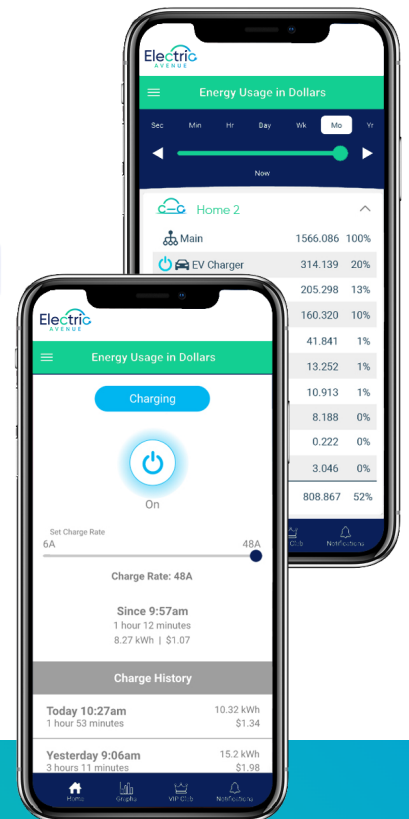 Electric
AVENUE
Energy Usage in Dollars
Sec Min Hr Day Wk Mo Yr
Now
Home 2
Main 1566.086 100%
EV Charger 314.139 20%
205.298 13%
160.320 10%
41.841 1%
13.252 1%
10.913 1%
8.188 0%
0.222 0%
3.046 0%
808.867 52%
Club Notifications
Electric
AVENUE
Energy Usage in Dollars
Charging
On
Set Charge Rate
6A 48A
Charge Rate: 48A
Since 9:57am
1 hour 12 minutes
8.27 kWh | $1.07
Charge History
Today 10:27am 10.32 kWh
1 hour 53 minutes $1.34
Yesterday 9:06am 15.2 kWh
3 hours 11 minutes $1.98
Home Graphs VIP Club Notifications